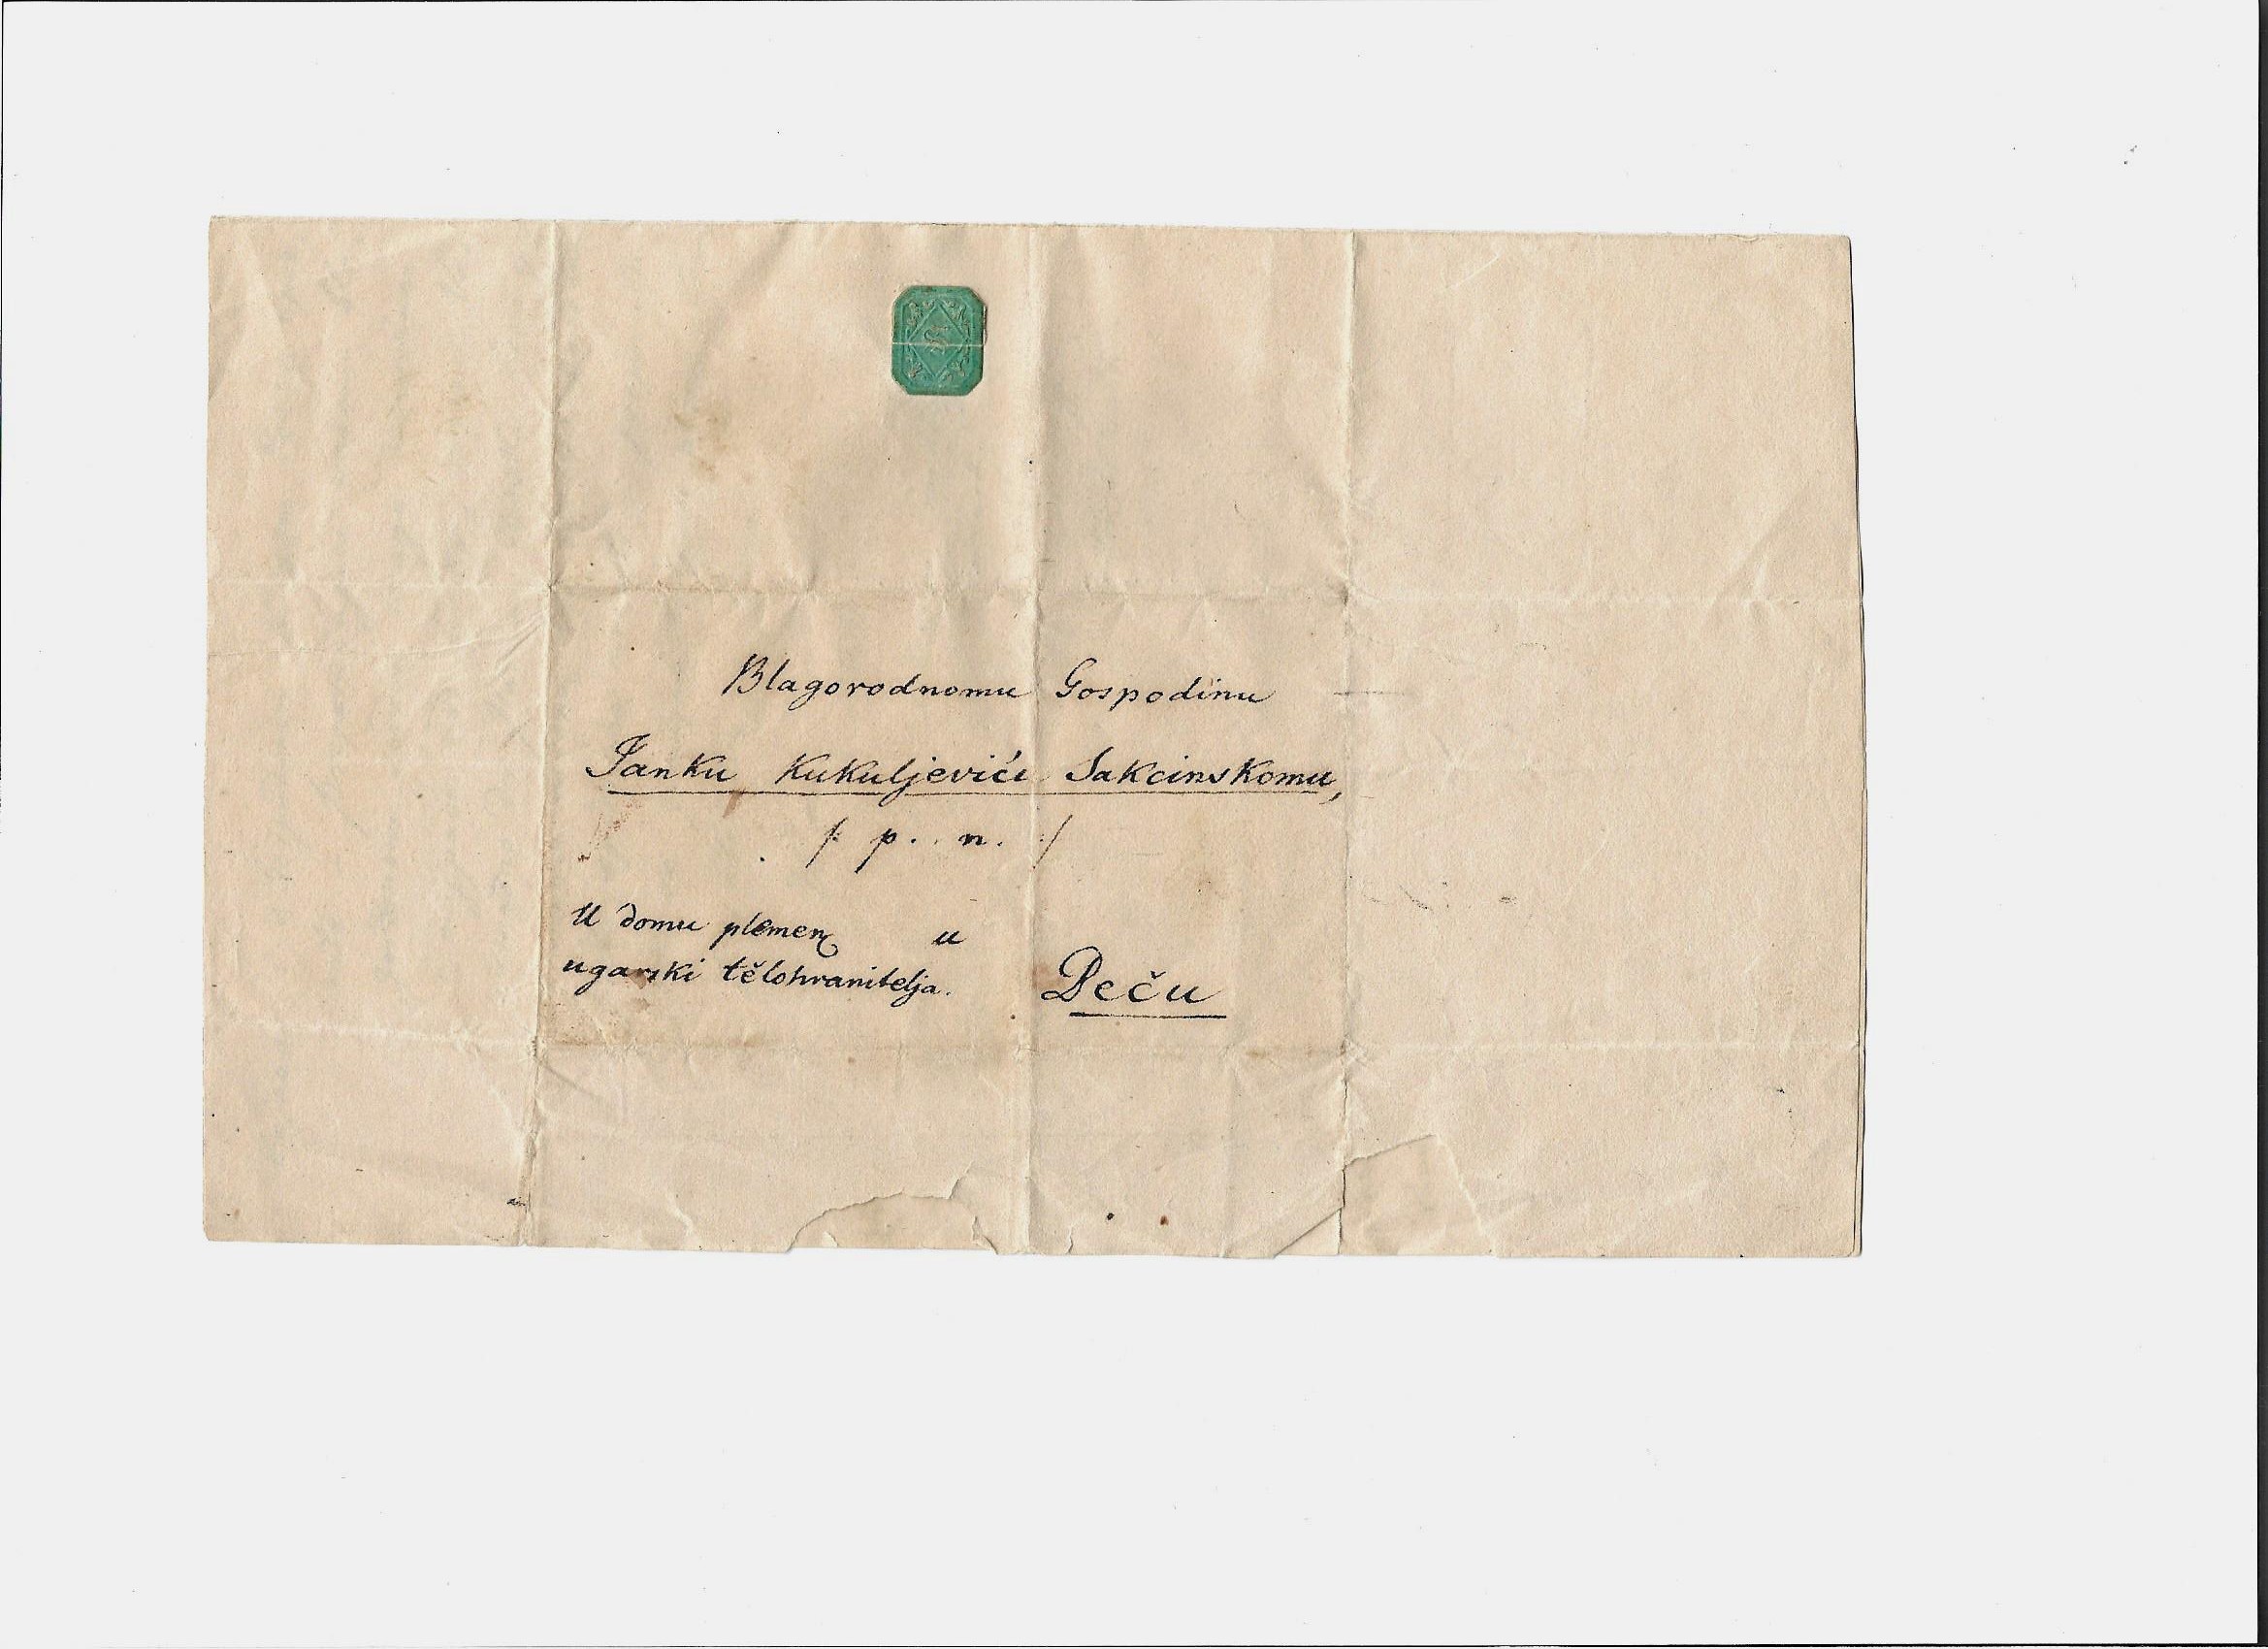 Blagorodnomu Gospodinu
Janku Kukuljeviću Sakcinskomu,
/: p. n. :/
U domu plemen
ugarski tělohranitelja.
u
Beču